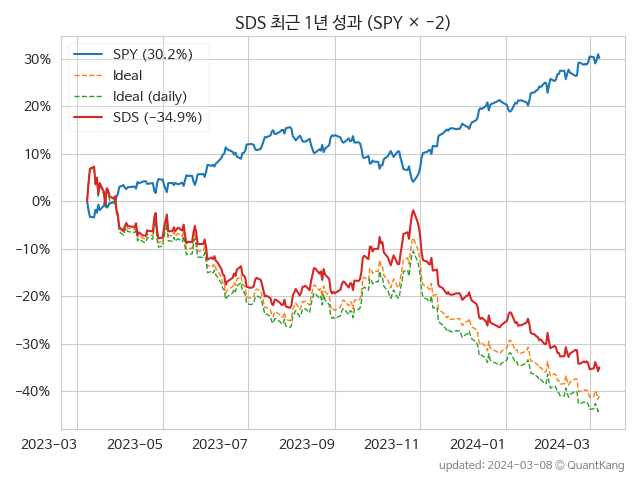 SDS 최근 1년 성과 (SPY × −2)
SPY (30.2%)
Ideal
Ideal (daily)
SDS (−34.9%)
30%
20%
10%
0%
−10%
−20%
−30%
−40%
2023−03 2023−05 2023−07 2023−09 2023−11 2024−01 2024−03
updated: 2024−03−08 © QuantKang